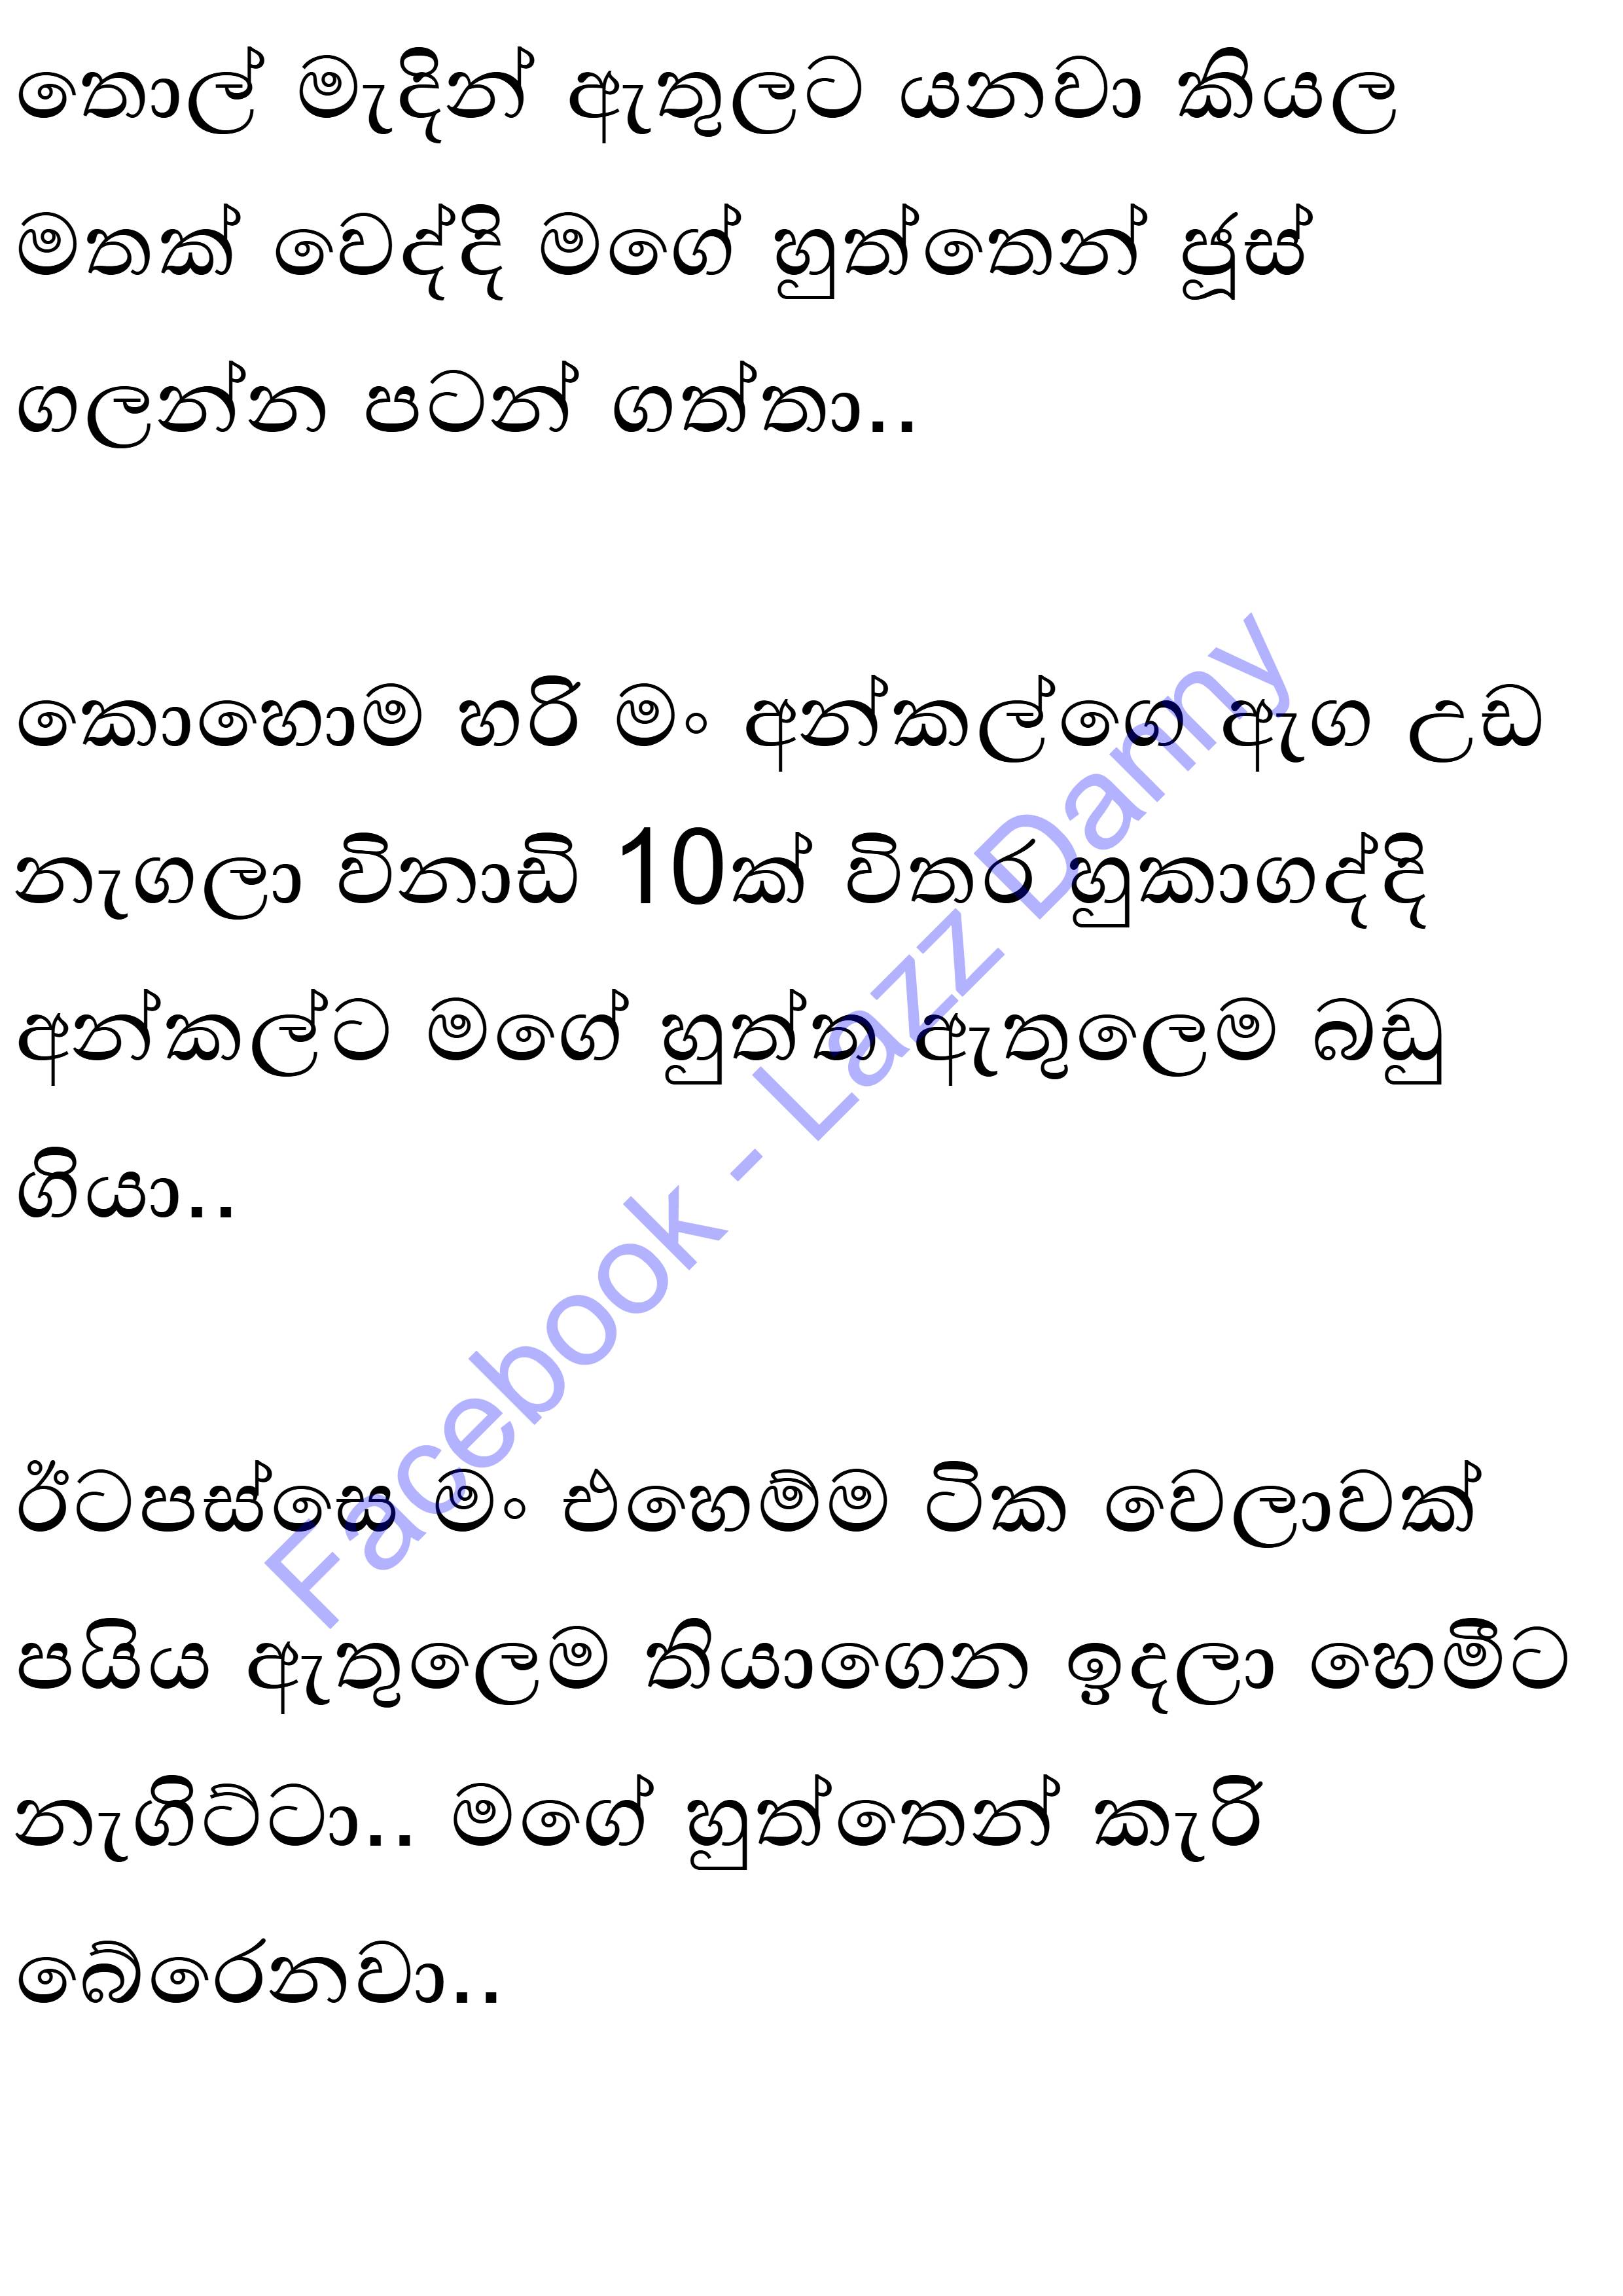 තොල් මැදින් ඇතුලට යනවා කියල
මතක් වෙද්දි මගේ හුත්තෙන් ජූස්
ගලන්න පටන් ගත්තා..
කොහොම හරි මං අන්කල්ගෙ ඇග උඩ
නැගලා විනාඩි 10ක් විතර හුකාගද්දි
අන්කල්ට මගේ හුත්ත ඇතුලෙම බඩු
ගියා..
ඊටපස්සෙ මං එහෙම්ම ටික වෙලාවක්
පයිය ඇතුලෙම තියාගෙන ඉදලා හෙමීට
නැගිට්ටා.. මගේ හුත්තෙන් කැරි
බේරෙනවා..
Facebook - Lazz Danny